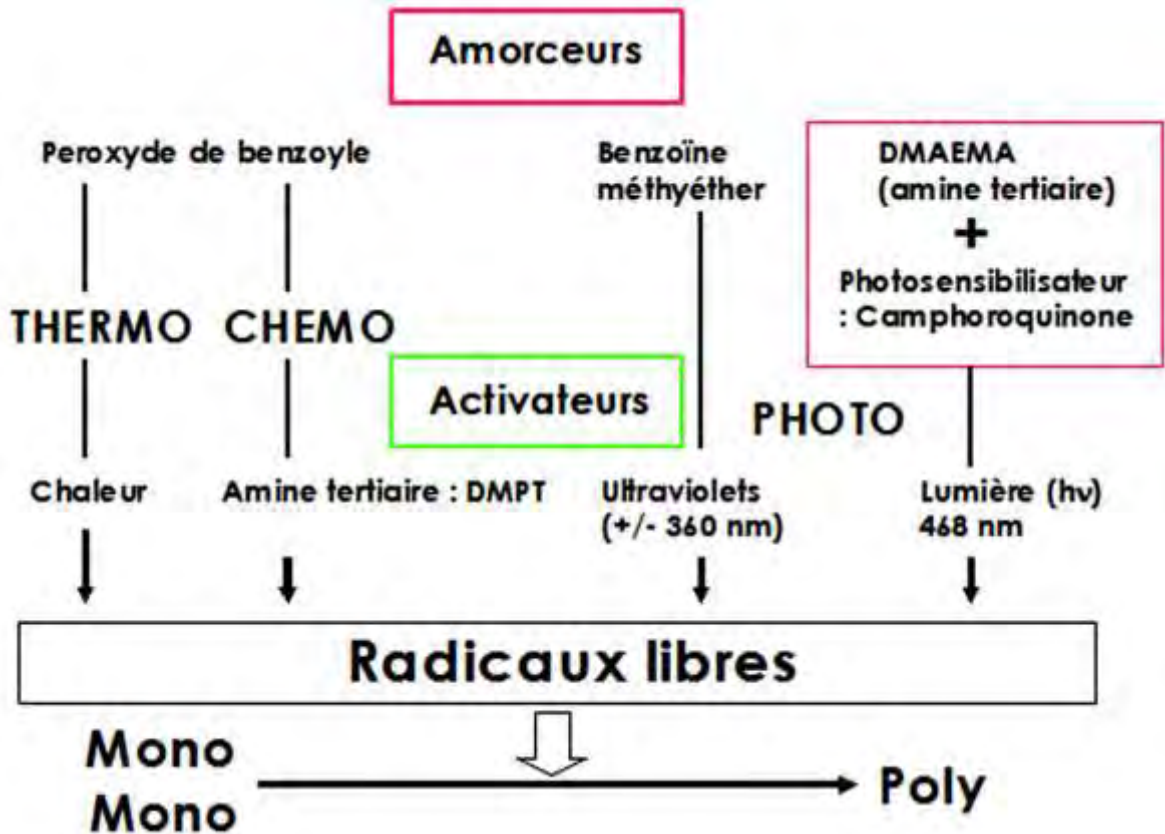 Amorceurs
Peroxyde de benzoyle
Benzoïne
méthyéther
DMAEMA
(amine tertiaire)
+
Photosensibilisateur
: Camphoroquinone
THERMO CHEMO
Activateurs
PHOTO
Chaleur
Amine tertiaire : DMPT
Ultraviolets
(+/- 360 nm)
Lumière (hν)
468 nm
Radicaux libres
Mono
Mono
Poly